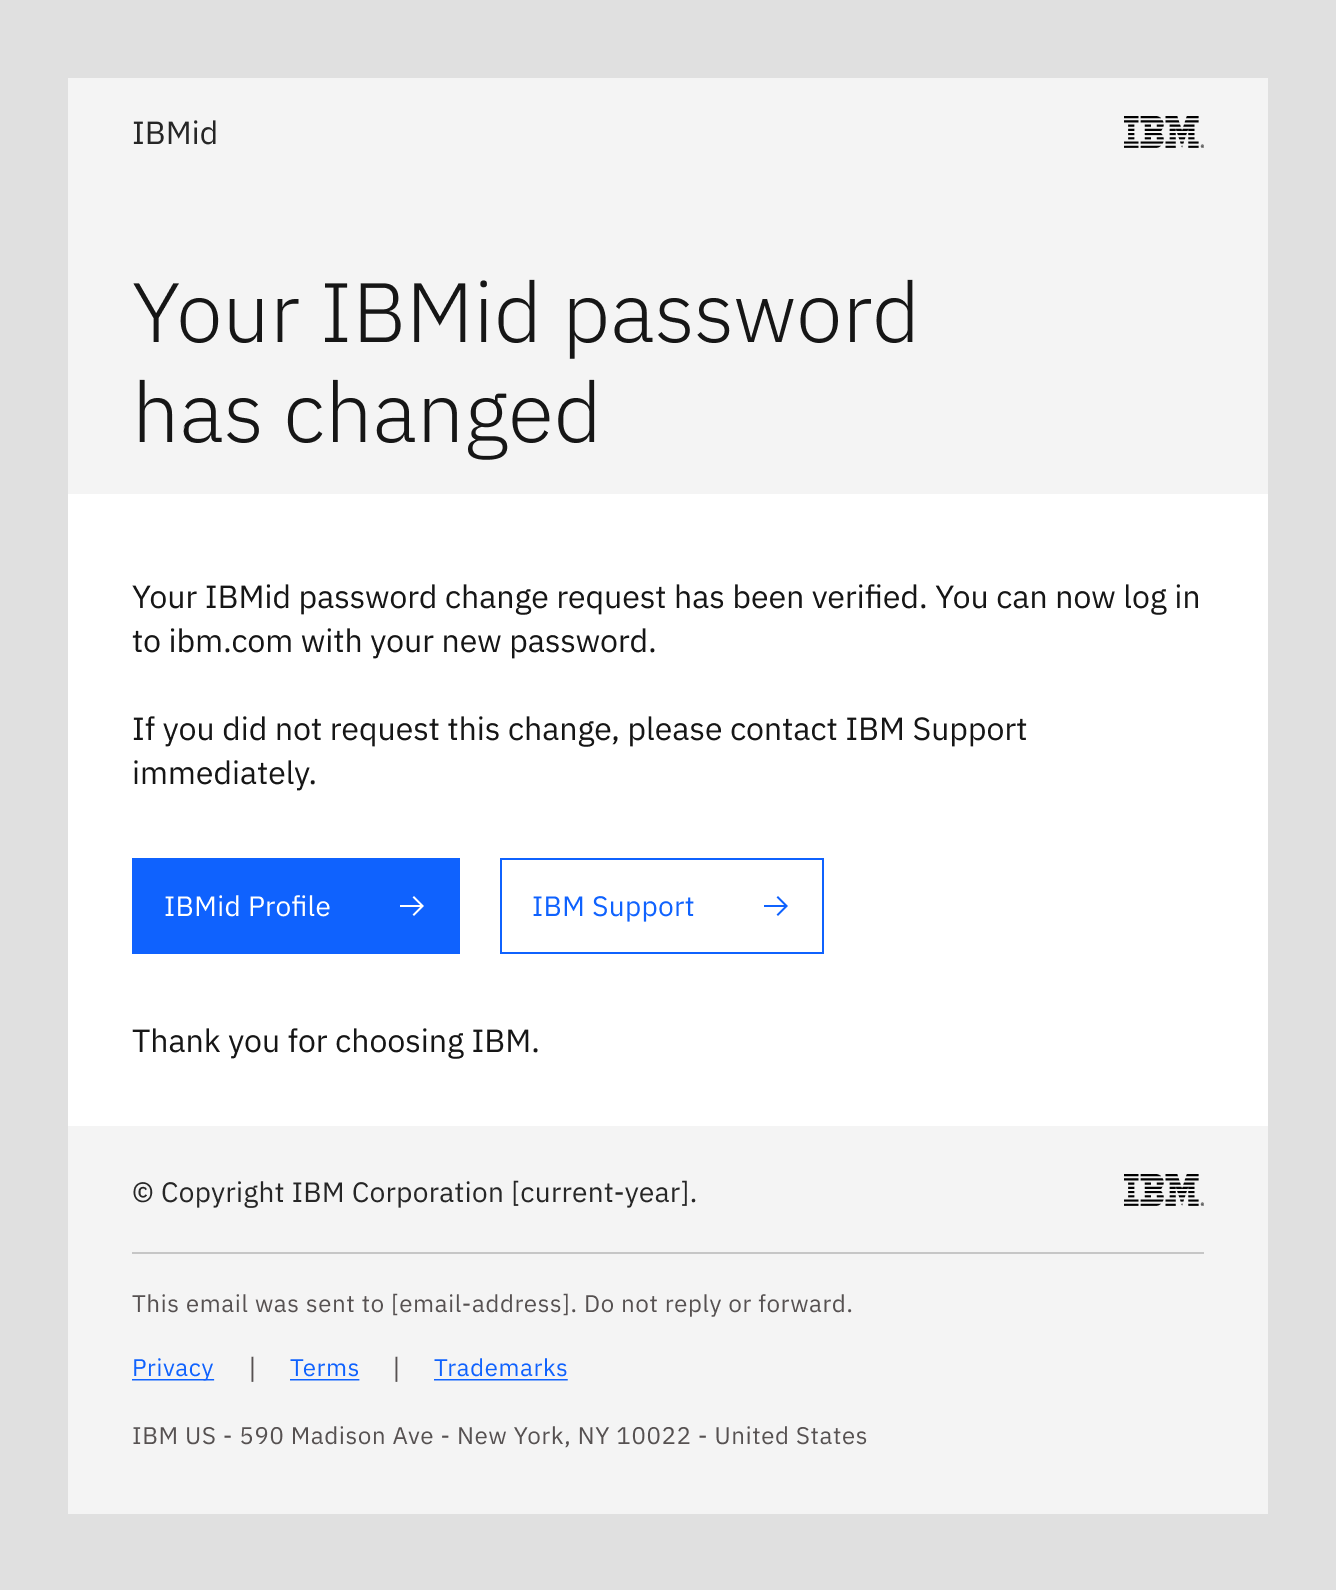 IBMid
IBM
Your IBMid password
has changed
Your IBMid password change request has been verified. You can now log in
to ibm.com with your new password.
If you did not request this change, please contact IBM Support
immediately.
IBMid Profile →
IBM Support →
Thank you for choosing IBM.
© Copyright IBM Corporation [current-year].
IBM
This email was sent to [email-address]. Do not reply or forward.
Privacy | Terms | Trademarks
IBM US - 590 Madison Ave - New York, NY 10022 - United States